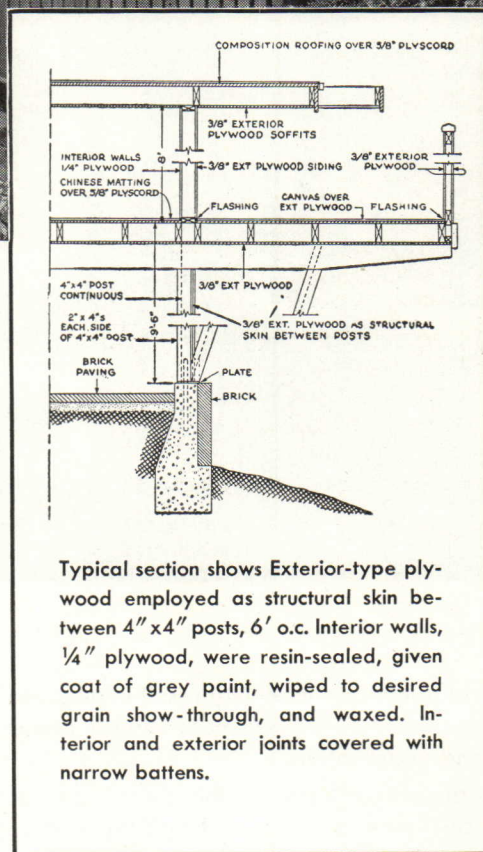 COMPOSITION ROOFING OVER 5/8" PLYSCORD
3/8" EXTERIOR
PLYWOOD SOFFITS
8'
INTERIOR WALLS
1/4" PLYWOOD
3/8" EXT PLYWOOD SIDING
3/8" EXTERIOR
PLYWOOD
CHINESE MATTING
OVER 5/8" PLYSCORD
FLASHING
CANVAS OVER
EXT PLYWOOD
FLASHING
4"x4" POST
CONTINUOUS
3/8" EXT PLYWOOD
2"x 4"s
EACH SIDE
OF 4"x4" POST
9'-6"
3/8" EXT. PLYWOOD AS STRUCTURAL
SKIN BETWEEN POSTS
BRICK
PAVING
PLATE
BRICK
Typical section shows Exterior-type ply-
wood employed as structural skin be-
tween 4" x4" posts, 6' o.c. Interior walls,
1/4" plywood, were resin-sealed, given
coat of grey paint, wiped to desired
grain show-through, and waxed. In-
terior and exterior joints covered with
narrow battens.